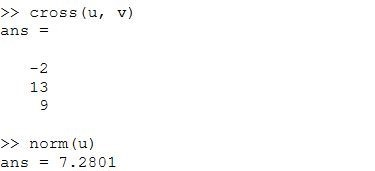 >> cross(u, v)
ans =
-2
13
9
>> norm(u)
ans = 7.2801